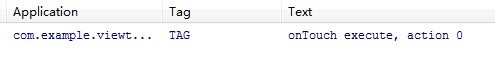 Application Tag Text
com.example.viewt... TAG onTouch execute, action 0